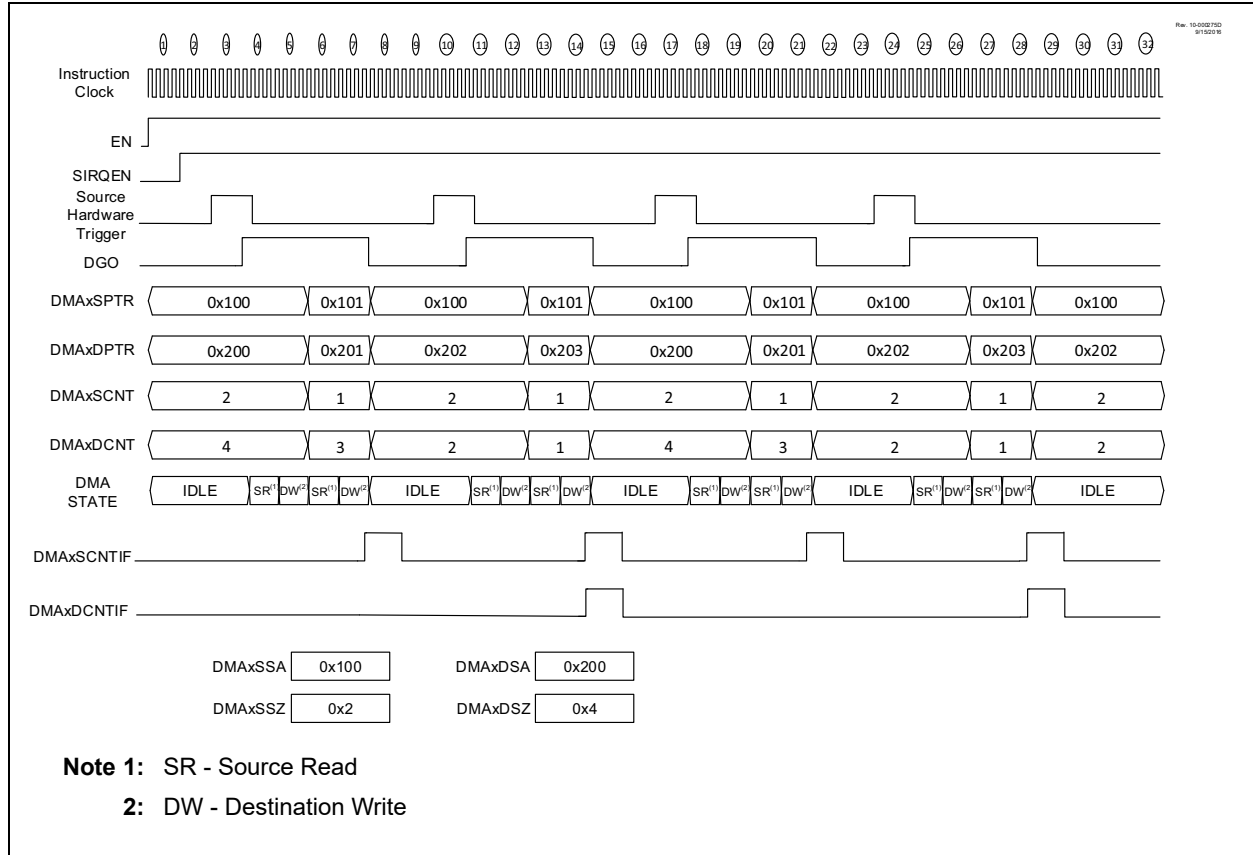 Rev. 10-000275D
9/15/2016
1 2 3 4 5 6 7 8 9 10 11 12 13 14 15 16 17 18 19 20 21 22 23 24 25 26 27 28 29 30 31 32
Instruction
Clock
EN
SIRQEN
Source
Hardware
Trigger
DGO
DMAxSPTR 0x100 0x101 0x100 0x101 0x100 0x101 0x100 0x101 0x100
DMAxDPTR 0x200 0x201 0x202 0x203 0x200 0x201 0x202 0x203 0x202
DMAxSCNT 2 1 2 1 2 1 2 1 2
DMAxDCNT 4 3 2 1 4 3 2 1 2
DMA
STATE
IDLE SR(1) DW(2) SR(1) DW(2) IDLE SR(1) DW(2 SR(1) DW(2) IDLE SR(1) DW(2) SR(1) DW(2) IDLE SR(1) DW(2 SR(1) DW(2) IDLE
DMAxSCNTIF
DMAxDCNTIF
DMAxSSA 0x100 DMAxDSA 0x200
DMAxSSZ 0x2 DMAxDSZ 0x4
Note 1: SR - Source Read
2: DW - Destination Write